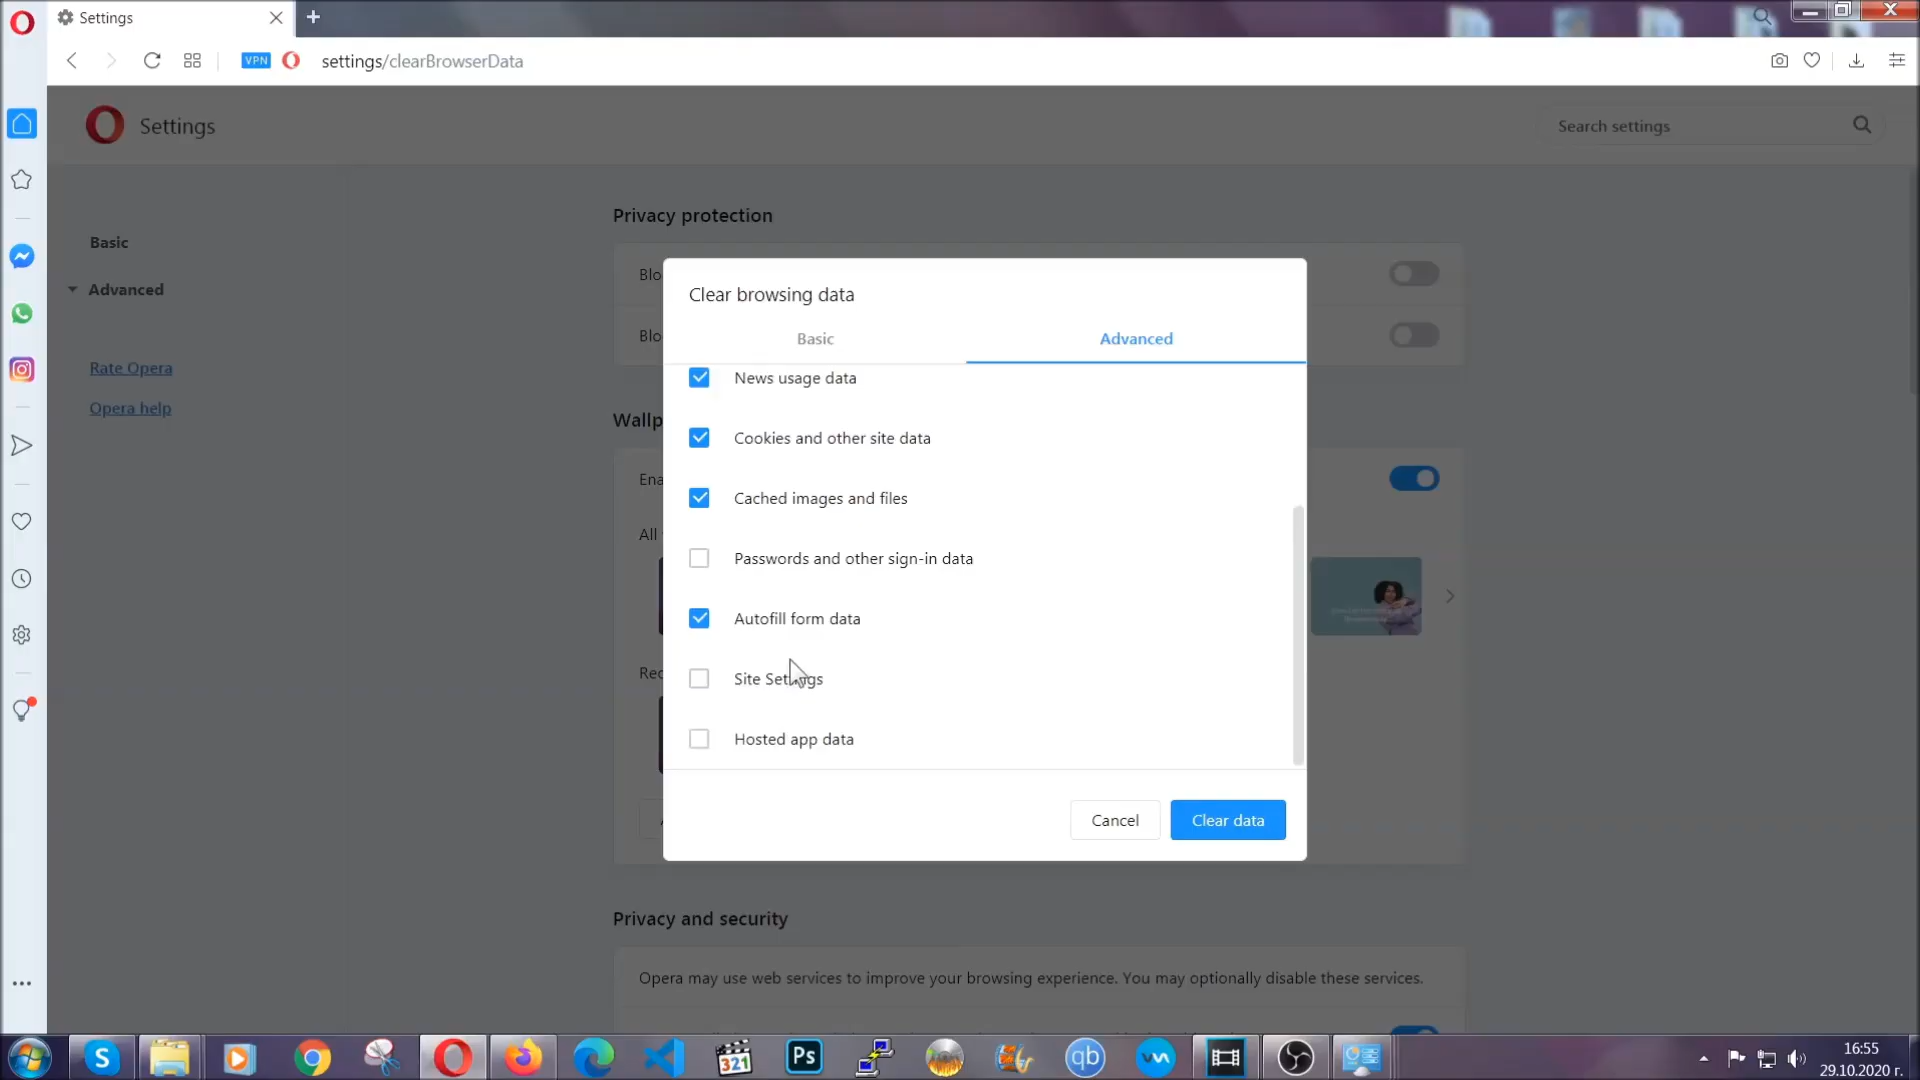 Settings
VPN
settings/clearBrowserData
Settings
Search settings
Basic
Advanced
Rate Opera
Opera help
Privacy protection
Blo
Blo
Wallp
Ena
All
Rec
Clear browsing data
Basic
Advanced
News usage data
Cookies and other site data
Cached images and files
Passwords and other sign-in data
Autofill form data
Site Settings
Hosted app data
Cancel
Clear data
Privacy and security
Opera may use web services to improve your browsing experience. You may optionally disable these services.
S
321
Ps
qb
16:55
29.10.2020 г.